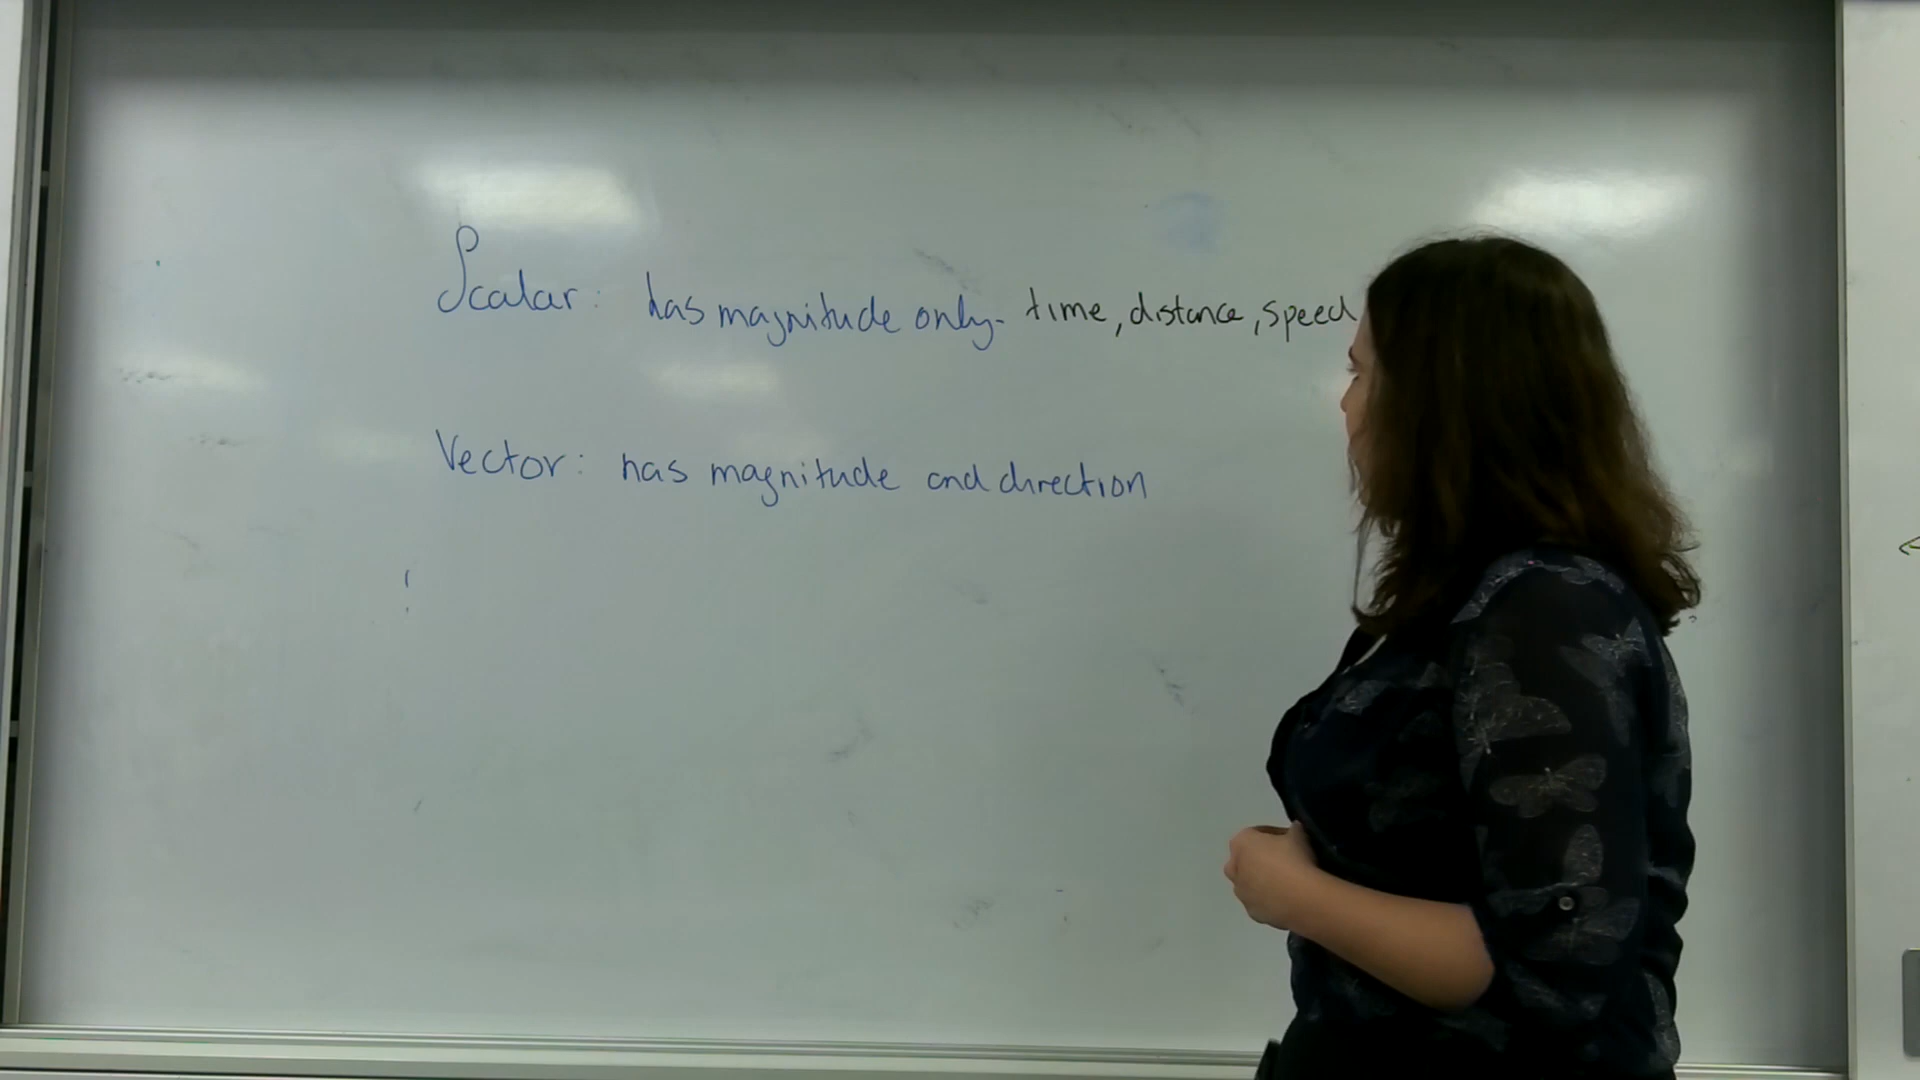 Scalar: has magnitude only- time, distance, speed
Vector: has magnitude and direction